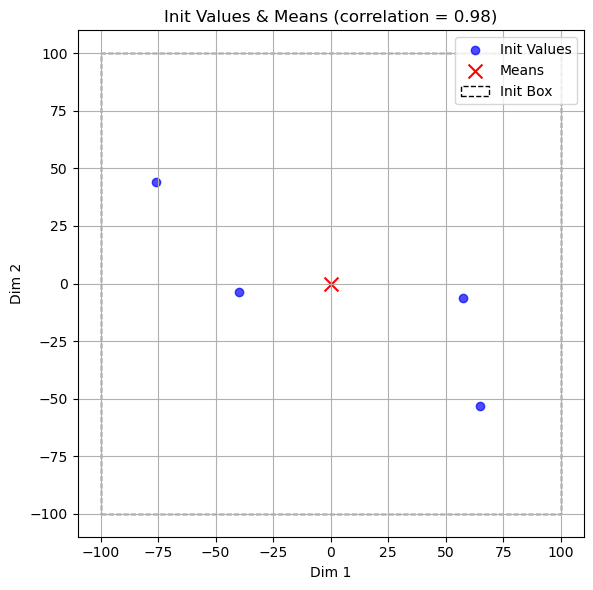 Init Values & Means (correlation = 0.98)
Init Values
Means
Init Box
100
75
50
25
0
−25
−50
−75
−100
Dim 2
−100 −75 −50 −25 0 25 50 75 100
Dim 1